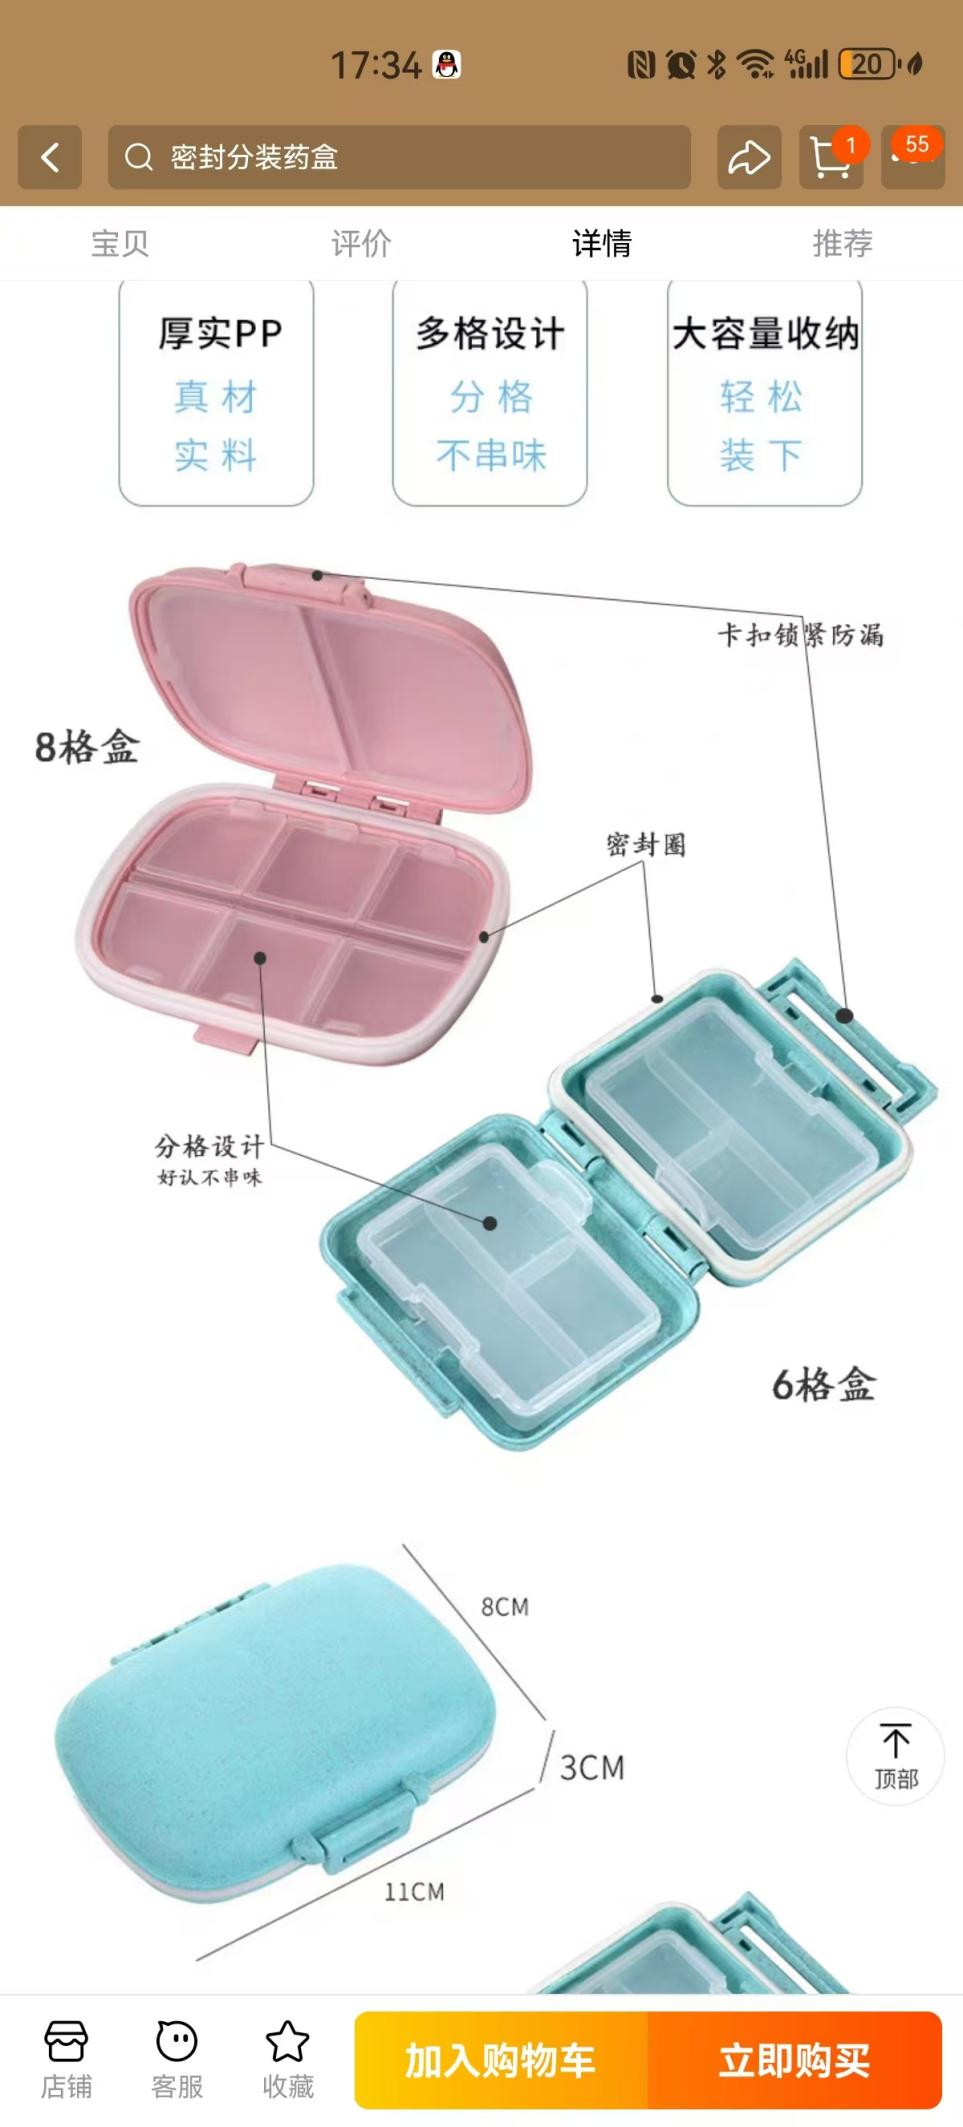 17:34
4G
20
密封分装药盒
1
55
宝贝
评价
详情
推荐
厚实PP
真材
实料
多格设计
分格
不串味
大容量收纳
轻松
装下
卡扣锁紧防漏
8格盒
密封圈
分格设计
好认不串味
6格盒
8CM
3CM
11CM
顶部
店铺
客服
收藏
加入购物车
立即购买